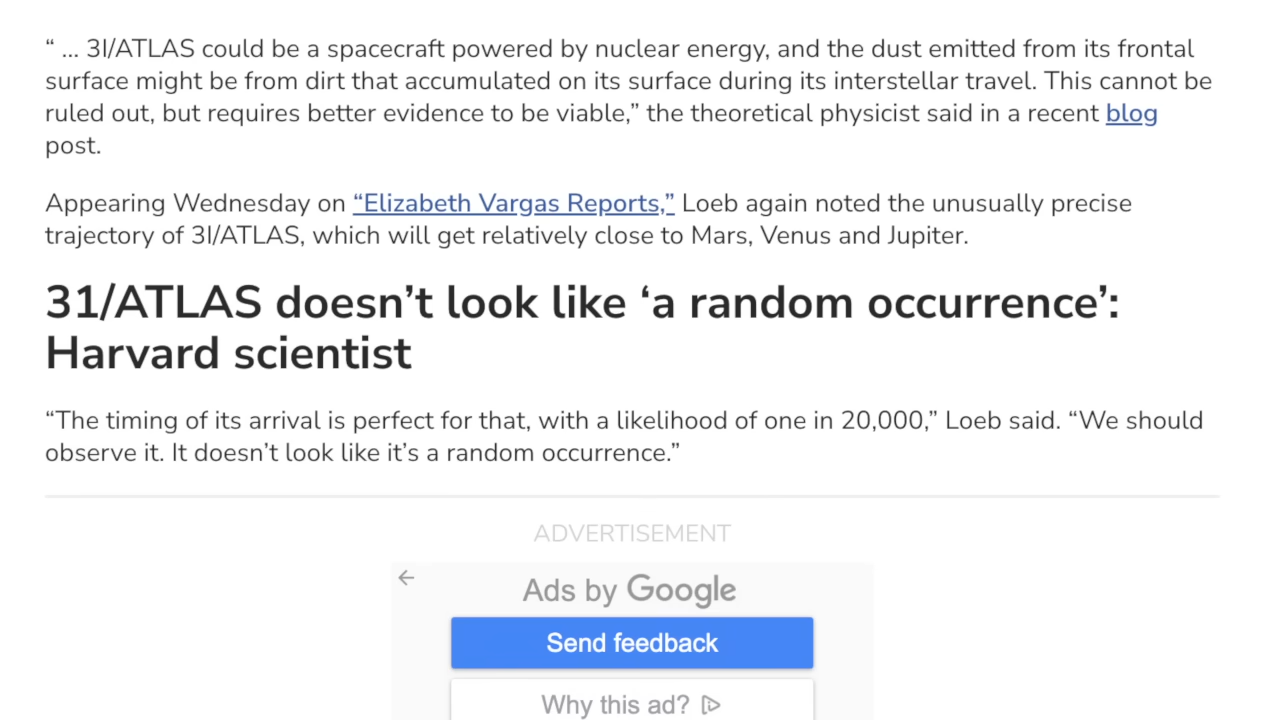 “ ... 3I/ATLAS could be a spacecraft powered by nuclear energy, and the dust emitted from its frontal
surface might be from dirt that accumulated on its surface during its interstellar travel. This cannot be
ruled out, but requires better evidence to be viable,” the theoretical physicist said in a recent blog
post.
Appearing Wednesday on “Elizabeth Vargas Reports,” Loeb again noted the unusually precise
trajectory of 3I/ATLAS, which will get relatively close to Mars, Venus and Jupiter.
31/ATLAS doesn’t look like ‘a random occurrence’:
Harvard scientist
“The timing of its arrival is perfect for that, with a likelihood of one in 20,000,” Loeb said. “We should
observe it. It doesn’t look like it’s a random occurrence.”
ADVERTISEMENT
Ads by Google
Send feedback
Why this ad?